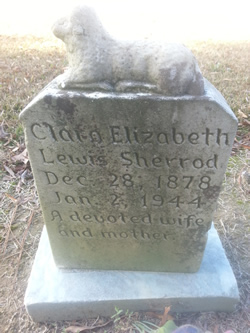 Clara Elizabeth
Lewis Sherrod
Dec. 28, 1878
Jan. 2, 1944
A devoted wife
and mother.